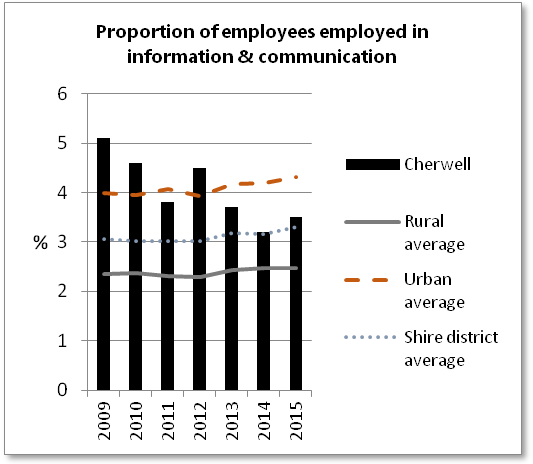 Proportion of employees employed in
information & communication
6
5
4
3
2
1
0
%
2009
2010
2011
2012
2013
2014
2015
Cherwell
Rural
average
Urban
average
Shire district
average